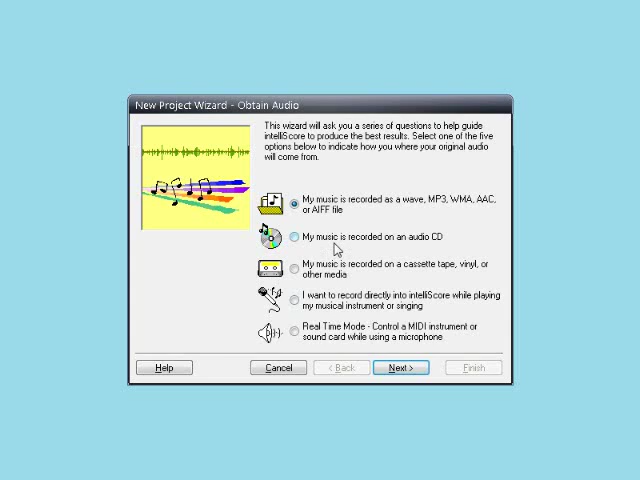 New Project Wizard - Obtain Audio
This wizard will ask you a series of questions to help guide
intelliScore to produce the best results. Select one of the five
options below to indicate how you where your original audio
will come from.
My music is recorded as a wave, MP3, WMA, AAC,
or AIFF file
My music is recorded on an audio CD
My music is recorded on a cassette tape, vinyl, or
other media
I want to record directly into intelliScore while playing
my musical instrument or singing
Real Time Mode - Control a MIDI instrument or
sound card while using a microphone
Help Cancel < Back Next > Finish